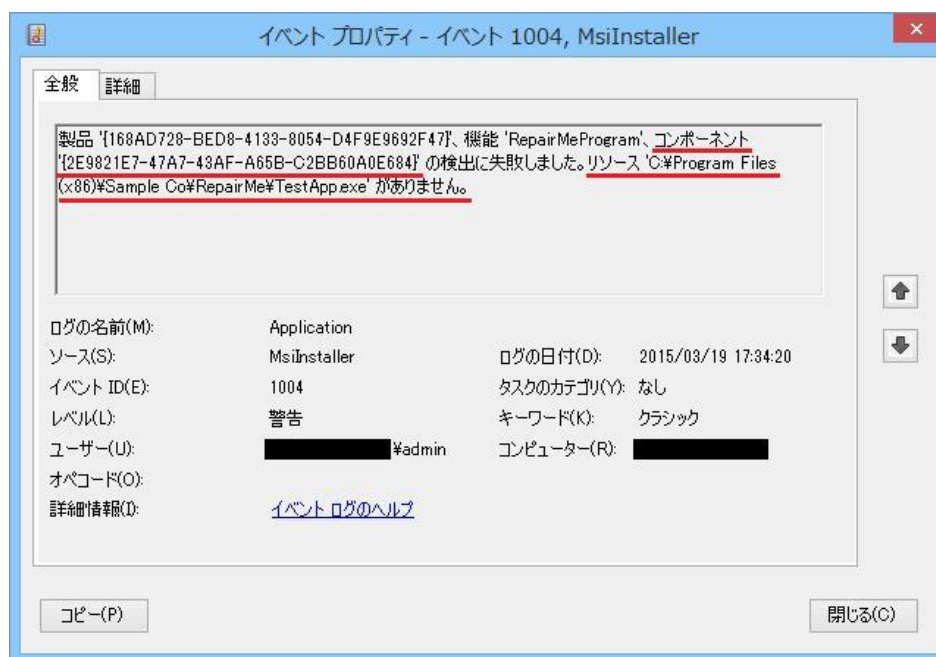 イベント プロパティ - イベント 1004, MsiInstaller
全般
詳細
製品 '{168AD728-BED8-4133-8054-D4F9E9692F47}'、機能 'RepairMeProgram'、コンポーネント
'{2E9821E7-47A7-43AF-A65B-C2BB60A0E684}' の検出に失敗しました。リソース 'C:¥Program Files
(x86)¥Sample Co¥RepairMe¥TestApp.exe' がありません。
ログの名前(M): Application
ソース(S): MsiInstaller ログの日付(D): 2015/03/19 17:34:20
イベント ID(E): 1004 タスクのカテゴリ(Y): なし
レベル(L): 警告 キーワード(K): クラシック
ユーザー(U): ¥admin コンピューター(R):
オペコード(O):
詳細情報(I): イベント ログのヘルプ
コピー(P) 閉じる(C)